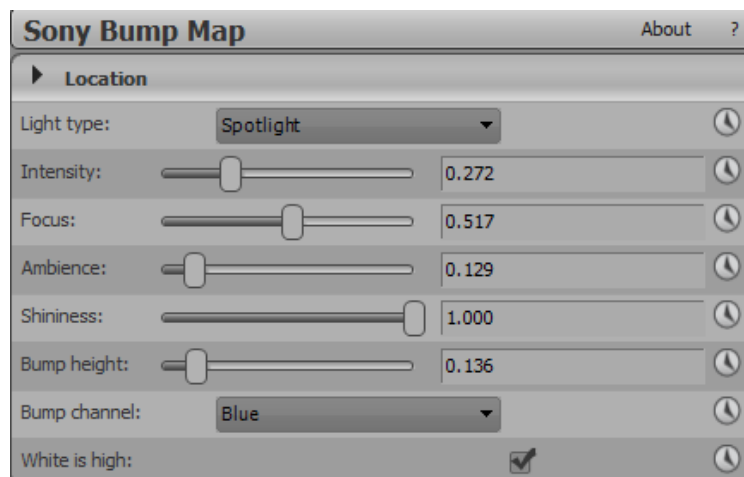 Sony Bump Map About ?
Location
Light type: Spotlight
Intensity: 0.272
Focus: 0.517
Ambience: 0.129
Shininess: 1.000
Bump height: 0.136
Bump channel: Blue
White is high: